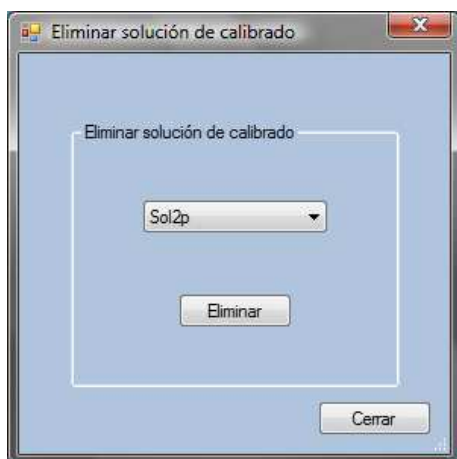 Eliminar solución de calibrado
Eliminar solución de calibrado
Sol2p
Eliminar
Cerrar